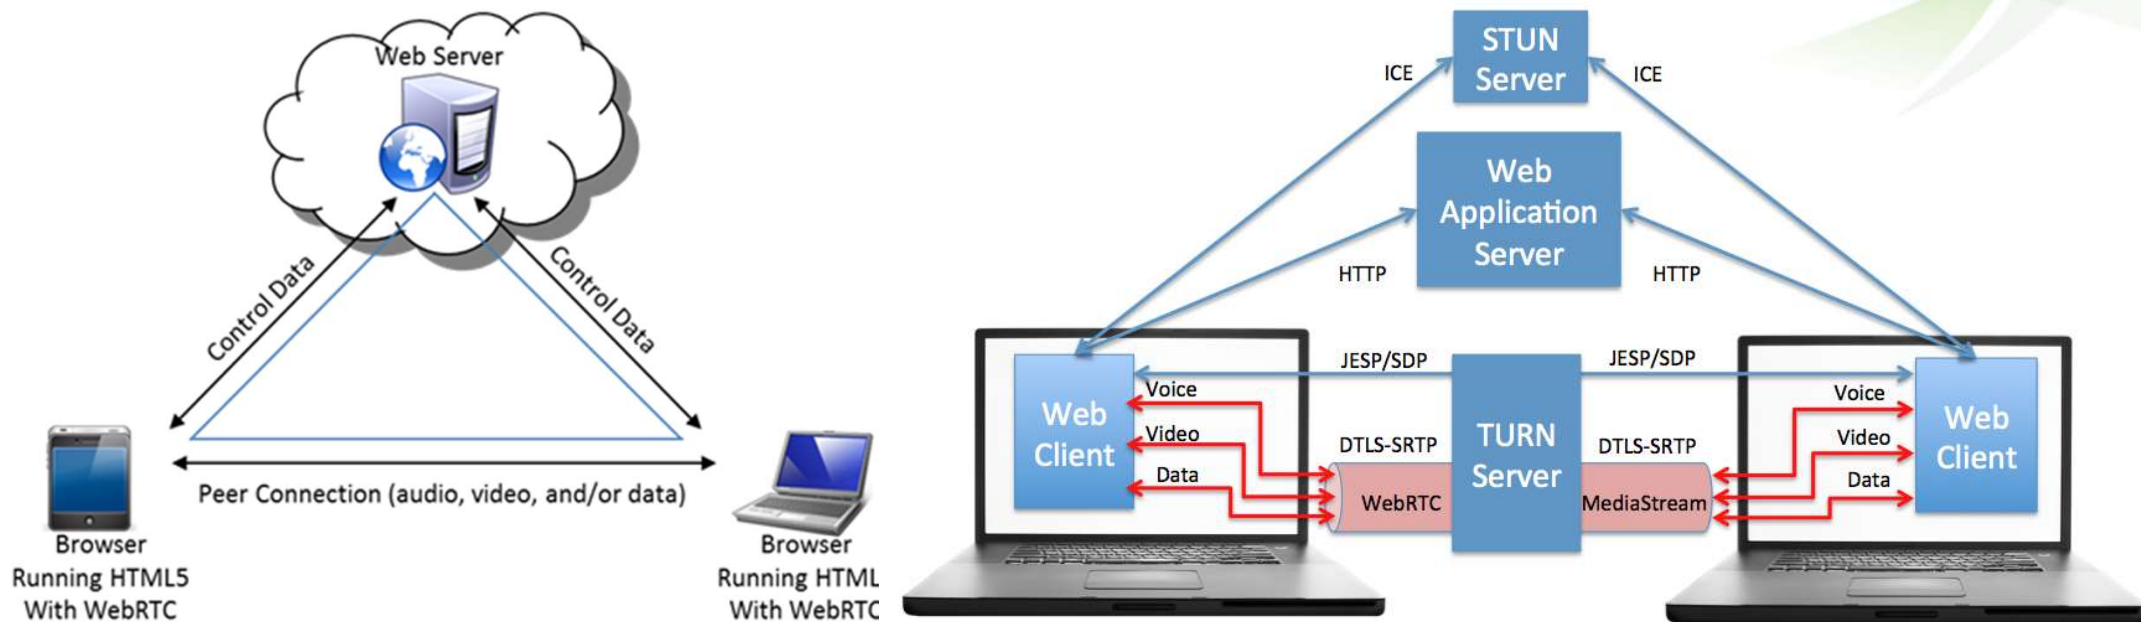 Web Server
Control Data
Control Data
Peer Connection (audio, video, and/or data)
Browser
Running HTML5
With WebRTC
Browser
Running HTML
With WebRTC
STUN
Server
ICE
ICE
Web
Application
Server
HTTP
HTTP
JESP/SDP
JESP/SDP
Voice
Video
Data
Web
Client
DTLS-SRTP
WebRTC
TURN
Server
DTLS-SRTP
MediaStream
Voice
Video
Data
Web
Client